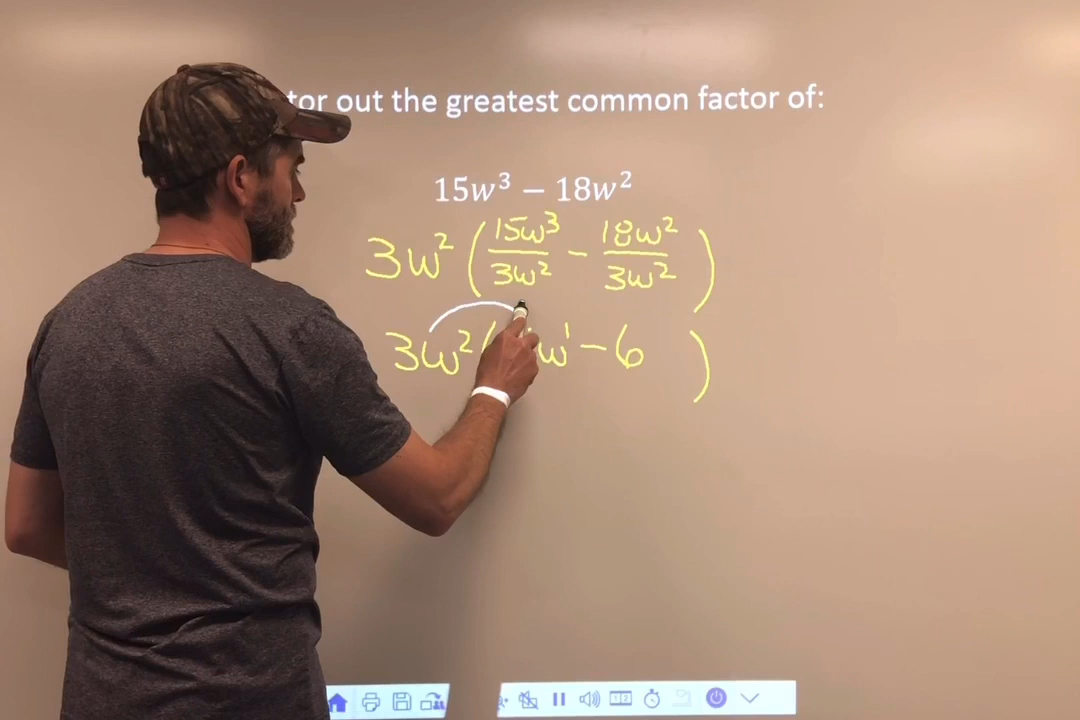 tor out the greatest common factor of:
15w³ − 18w²
3w² ( 15w³/3w² − 18w²/3w² )
3w² ( w¹ − 6 )